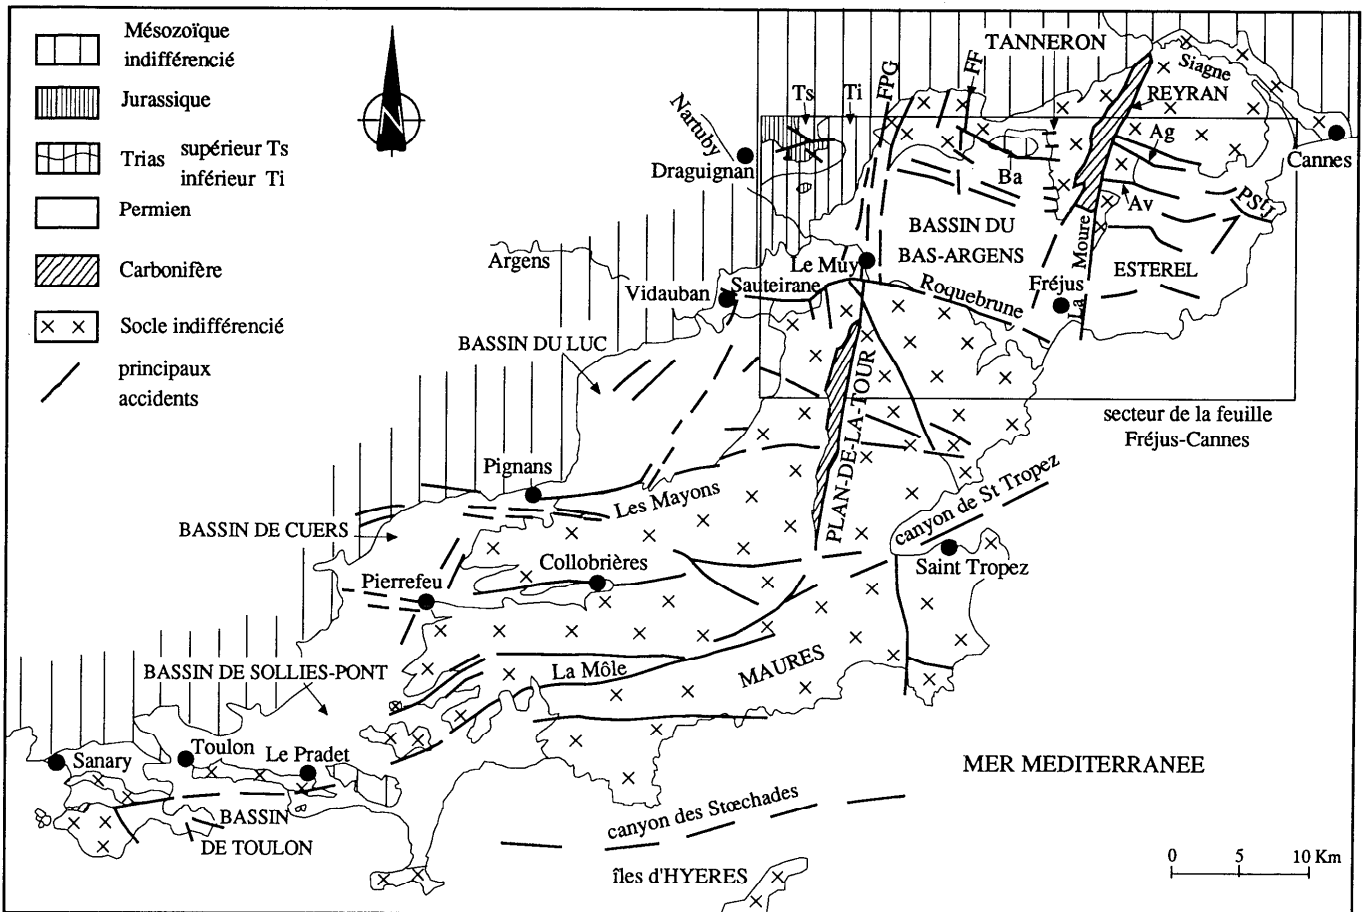 Mésozoïque
indifférencié
Jurassique
Trias supérieur Ts
inférieur Ti
Permien
Carbonifère
Socle indifférencié
principaux
accidents
N
TANNERON
Siagne
REYRAN
FF
FPG
Ts
Ti
Nartuby
Draguignan
Ag
Cannes
Ba
Av
PStJ
BASSIN DU
BAS-ARGENS
La Moure
ESTEREL
Argens
Le Muy
Vidauban
Sauteirane
Roquebrune
Fréjus
BASSIN DU LUC
PLAN-DE-LA-TOUR
secteur de la feuille
Fréjus-Cannes
Pignans
Les Mayons
canyon de St Tropez
BASSIN DE CUERS
Collobrières
Saint Tropez
Pierrefeu
BASSIN DE SOLLIES-PONT
La Môle
MAURES
Toulon
Le Pradet
Sanary
MER MEDITERRANEE
BASSIN
DE TOULON
canyon des Stœchades
îles d'HYERES
0 5 10 Km